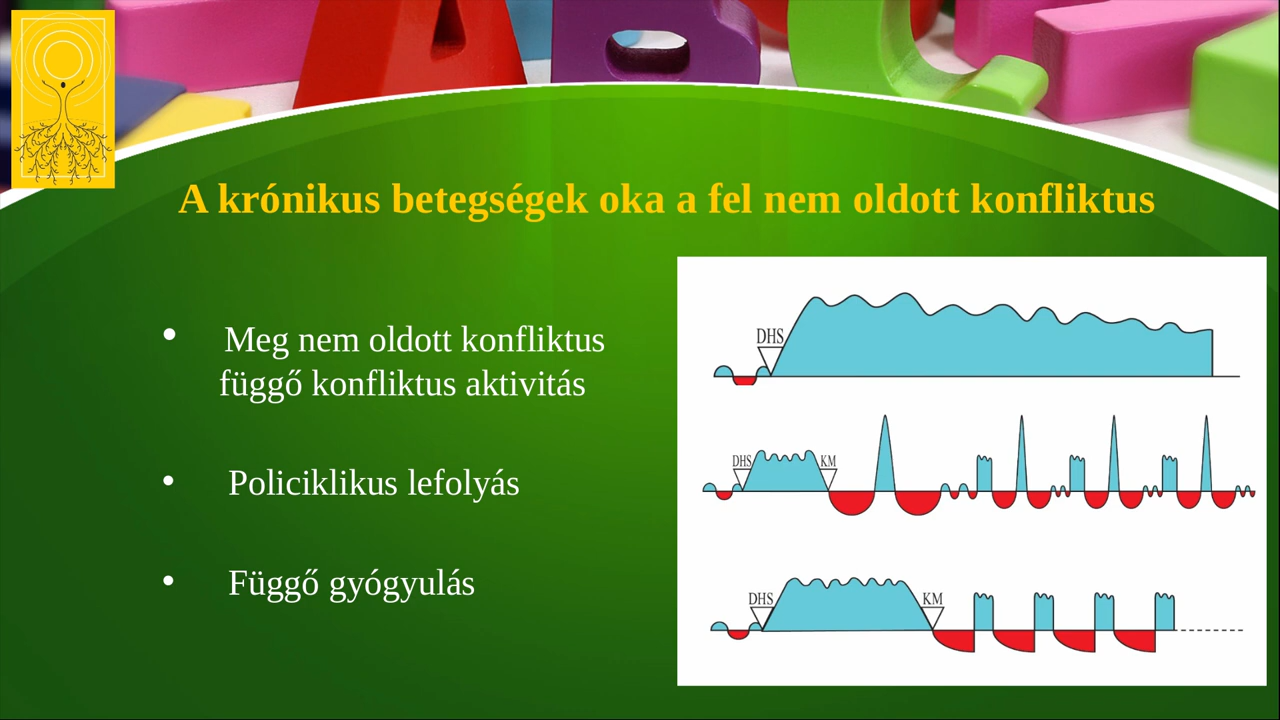 A krónikus betegségek oka a fel nem oldott konfliktus
• Meg nem oldott konfliktus
függő konfliktus aktivitás
• Policiklikus lefolyás
• Függő gyógyulás
DHS
DHS KM
DHS KM